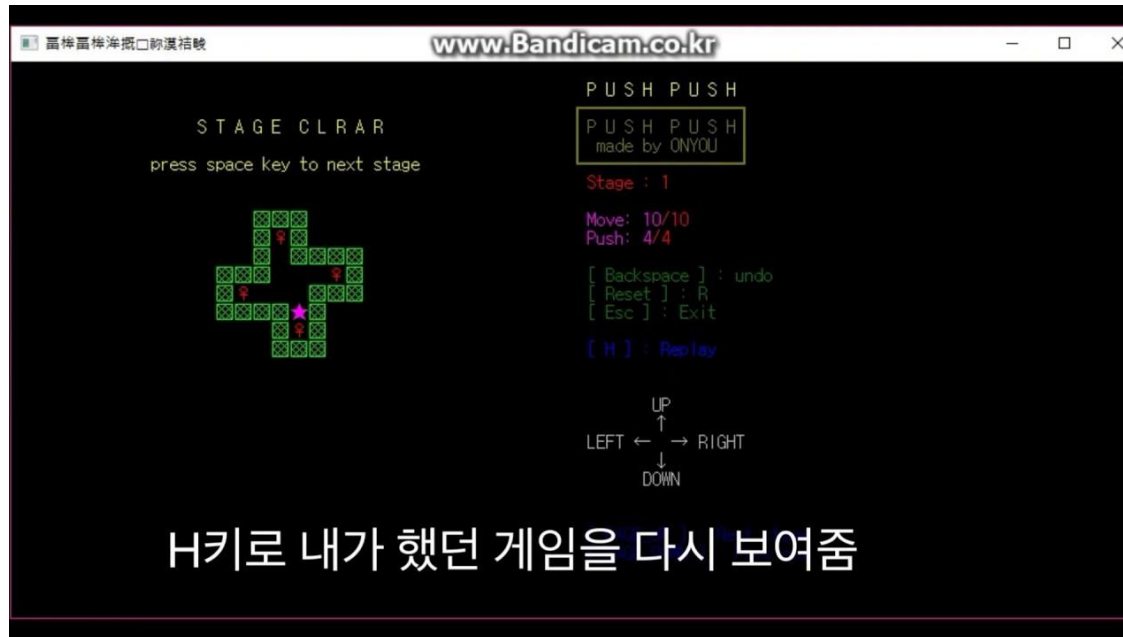 www.Bandicam.co.kr
PUSH PUSH
PUSH PUSH
made by ONYOU
STAGE CLRAR
press space key to next stage
Stage : 1
Move: 10/10
Push: 4/4
[ Backspace ] : undo
[ Reset ] : R
[ Esc ] : Exit
[ H ] : Replay
UP
↑
LEFT ← → RIGHT
↓
DOWN
H키로 내가 했던 게임을 다시 보여줌